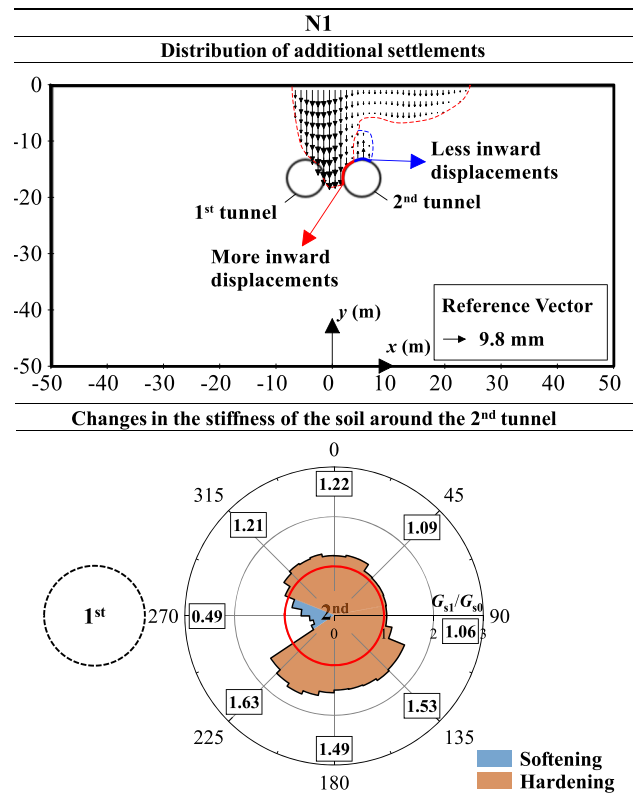 N1
Distribution of additional settlements
0
-10
-20
-30
-40
-50
Less inward
displacements
1st tunnel
2nd tunnel
More inward
displacements
y (m)
x (m)
Reference Vector
9.8 mm
-50 -40 -30 -20 -10 0 10 20 30 40 50
Changes in the stiffness of the soil around the 2nd tunnel
0
315 1.22 45
1.21 1.09
1st 270 0.49 2nd Gs1/Gs0 90
0 1 2 3
1.06
1.63 1.53
225 1.49 135
180
Softening
Hardening